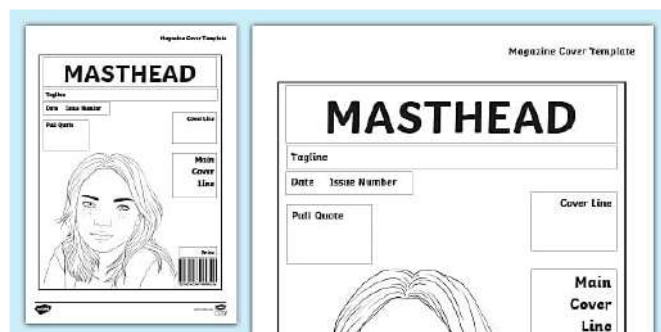 Magazine Cover Template
MASTHEAD
Tagline
Date Issue Number
Pull Quote
Cover Line
Main
Cover
Line
Price
Magazine Cover Template
MASTHEAD
Tagline
Date Issue Number
Pull Quote
Cover Line
Main
Cover
Line